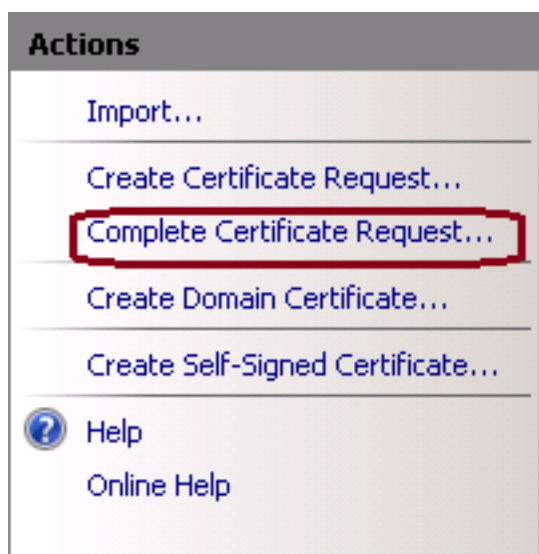 Actions
Import...
Create Certificate Request...
Complete Certificate Request...
Create Domain Certificate...
Create Self-Signed Certificate...
Help
Online Help